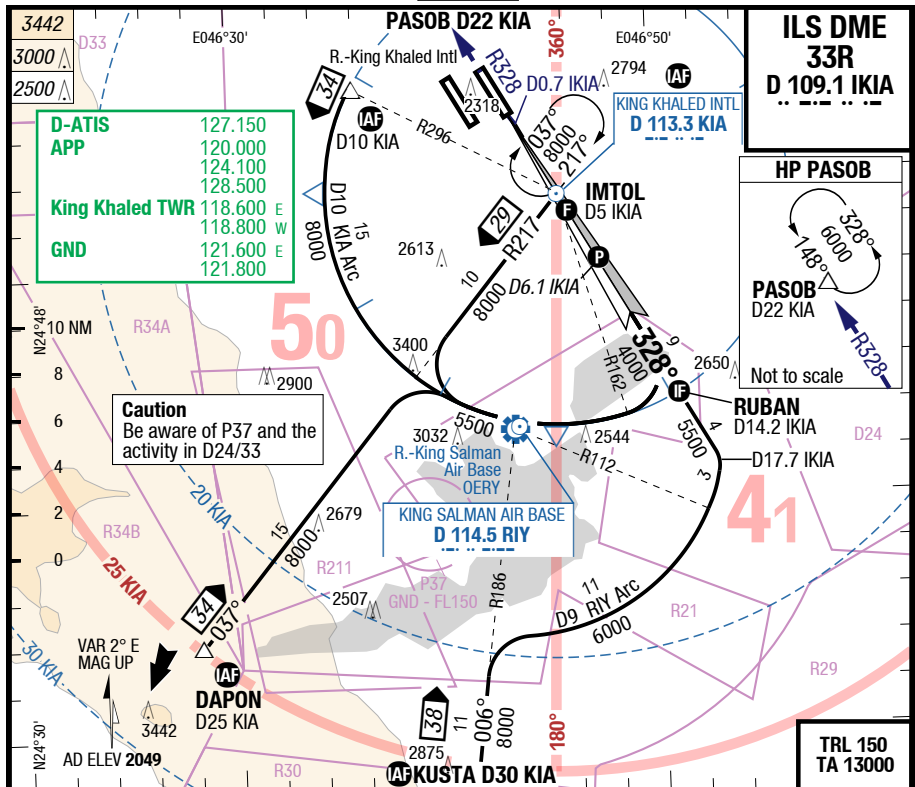 3442
3000
2500
D33
E046°30'
PASOB D22 KIA
R.-King Khaled Intl
R328
360°
E046°50'
2794
IAF
ILS DME
33R
D 109.1 IKIA
D-ATIS 127.150
APP 120.000
124.100
128.500
King Khaled TWR 118.600 E
118.800 W
GND 121.600 E
121.800
34
IAF
D10 KIA
R296
2318
D0.7 IKIA
KING KHALED INTL
D 113.3 KIA
037°
8000
217°
IMTOL
D5 IKIA
F
P
D6.1 IKIA
29
R217
10
8000
D10 KIA Arc
15
8000
2613
HP PASOB
328°
6000
148°
PASOB
D22 KIA
R328
Not to scale
N24°48'
10 NM
8
6
4
2
0
R34A
50
3400
2900
328°
4000
9
R162
2650
IF
RUBAN
D14.2 IKIA
Caution
Be aware of P37 and the
activity in D24/33
5500
3032
R.-King Salman
Air Base
OERY
2544
R112
5500
4
3
D17.7 IKIA
D24
KING SALMAN AIR BASE
D 114.5 RIY
41
20 KIA
R34B
25 KIA
30 KIA
15
8000
2679
R211
2507
P37
GND - FL150
R186
11
D9 RIY Arc
6000
R21
R29
34
037°
VAR 2° E
MAG UP
IAF
DAPON
D25 KIA
3442
AD ELEV 2049
N24°30'
R30
38
11
006°
8000
180°
2875
IAF
KUSTA D30 KIA
TRL 150
TA 13000